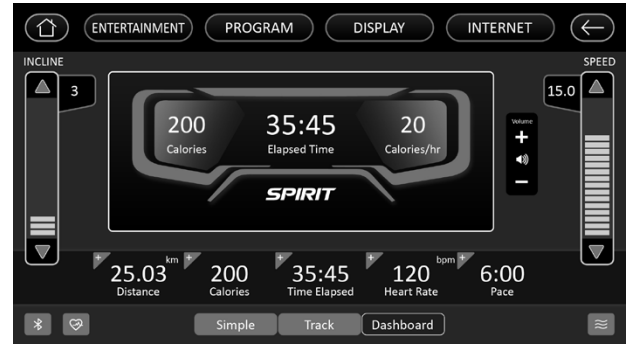 ENTERTAINMENT PROGRAM DISPLAY INTERNET
INCLINE SPEED
3 15.0
200 35:45 20
Calories Elapsed Time Calories/hr
Volume
+
−
SPIRIT
+ km + + + bpm +
25.03 200 35:45 120 6:00
Distance Calories Time Elapsed Heart Rate Pace
Simple Track Dashboard